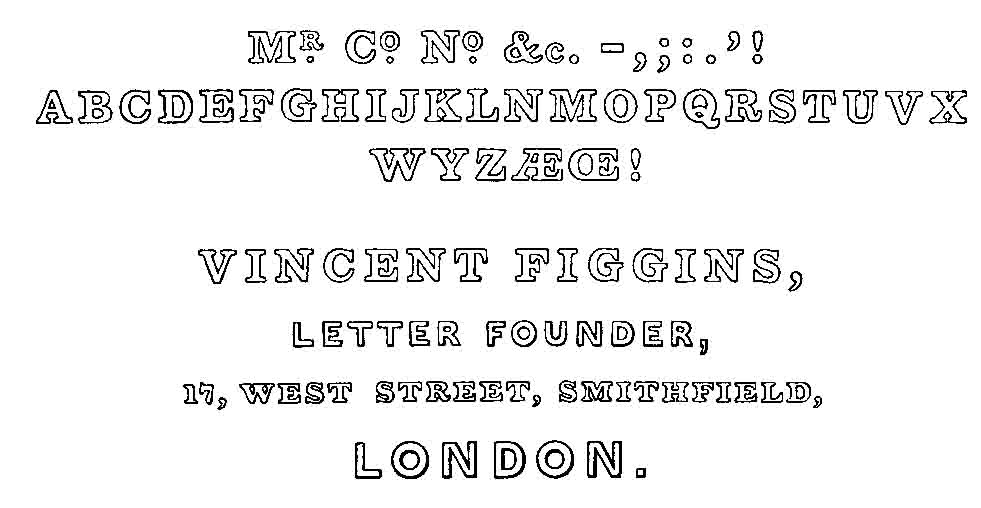 Mᴿ. Cᵒ. Nᵒ. &c. -,;:.’!
ABCDEFGHIJKLNMOPQRSTUVX
WYZÆŒ!
VINCENT FIGGINS,
LETTER FOUNDER,
17, WEST STREET, SMITHFIELD,
LONDON.